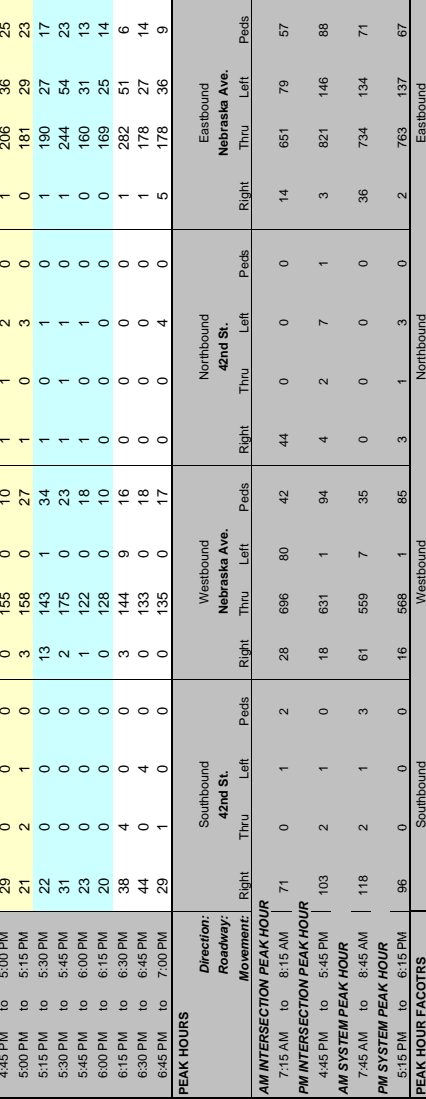 4:45 PM to 5:00 PM 29 0 0 0 0 155 0 10 1 1 2 0 1 206 36 25
5:00 PM to 5:15 PM 21 2 1 0 3 158 0 27 1 0 3 0 0 181 29 23
5:15 PM to 5:30 PM 22 0 0 0 13 143 1 34 1 0 1 0 1 190 27 17
5:30 PM to 5:45 PM 31 0 0 0 2 175 0 23 1 1 1 0 1 244 54 23
5:45 PM to 6:00 PM 23 0 0 0 1 122 0 18 1 0 1 0 0 160 31 13
6:00 PM to 6:15 PM 20 0 0 0 0 128 0 10 0 0 0 0 0 169 25 14
6:15 PM to 6:30 PM 38 4 0 0 3 144 9 16 0 0 0 0 1 282 51 6
6:30 PM to 6:45 PM 44 0 4 0 0 133 0 18 0 0 0 0 1 178 27 14
6:45 PM to 7:00 PM 29 1 0 0 0 135 0 17 0 0 4 0 5 178 36 9
PEAK HOURS
Direction: Southbound Westbound Northbound Eastbound
Roadway: 42nd St. Nebraska Ave. 42nd St. Nebraska Ave.
Movement: Right Thru Left Peds Right Thru Left Peds Right Thru Left Peds Right Thru Left Peds
AM INTERSECTION PEAK HOUR
7:15 AM to 8:15 AM 71 0 1 2 28 696 80 42 44 0 0 0 14 651 79 57
PM INTERSECTION PEAK HOUR
4:45 PM to 5:45 PM 103 2 1 0 18 631 1 94 4 2 7 1 3 821 146 88
AM SYSTEM PEAK HOUR
7:45 AM to 8:45 AM 118 2 1 3 61 559 7 35 0 0 0 0 36 734 134 71
PM SYSTEM PEAK HOUR
5:15 PM to 6:15 PM 96 0 0 0 16 568 1 85 3 1 3 0 2 763 137 67
PEAK HOUR FACOTRS Southbound Westbound Northbound Eastbound